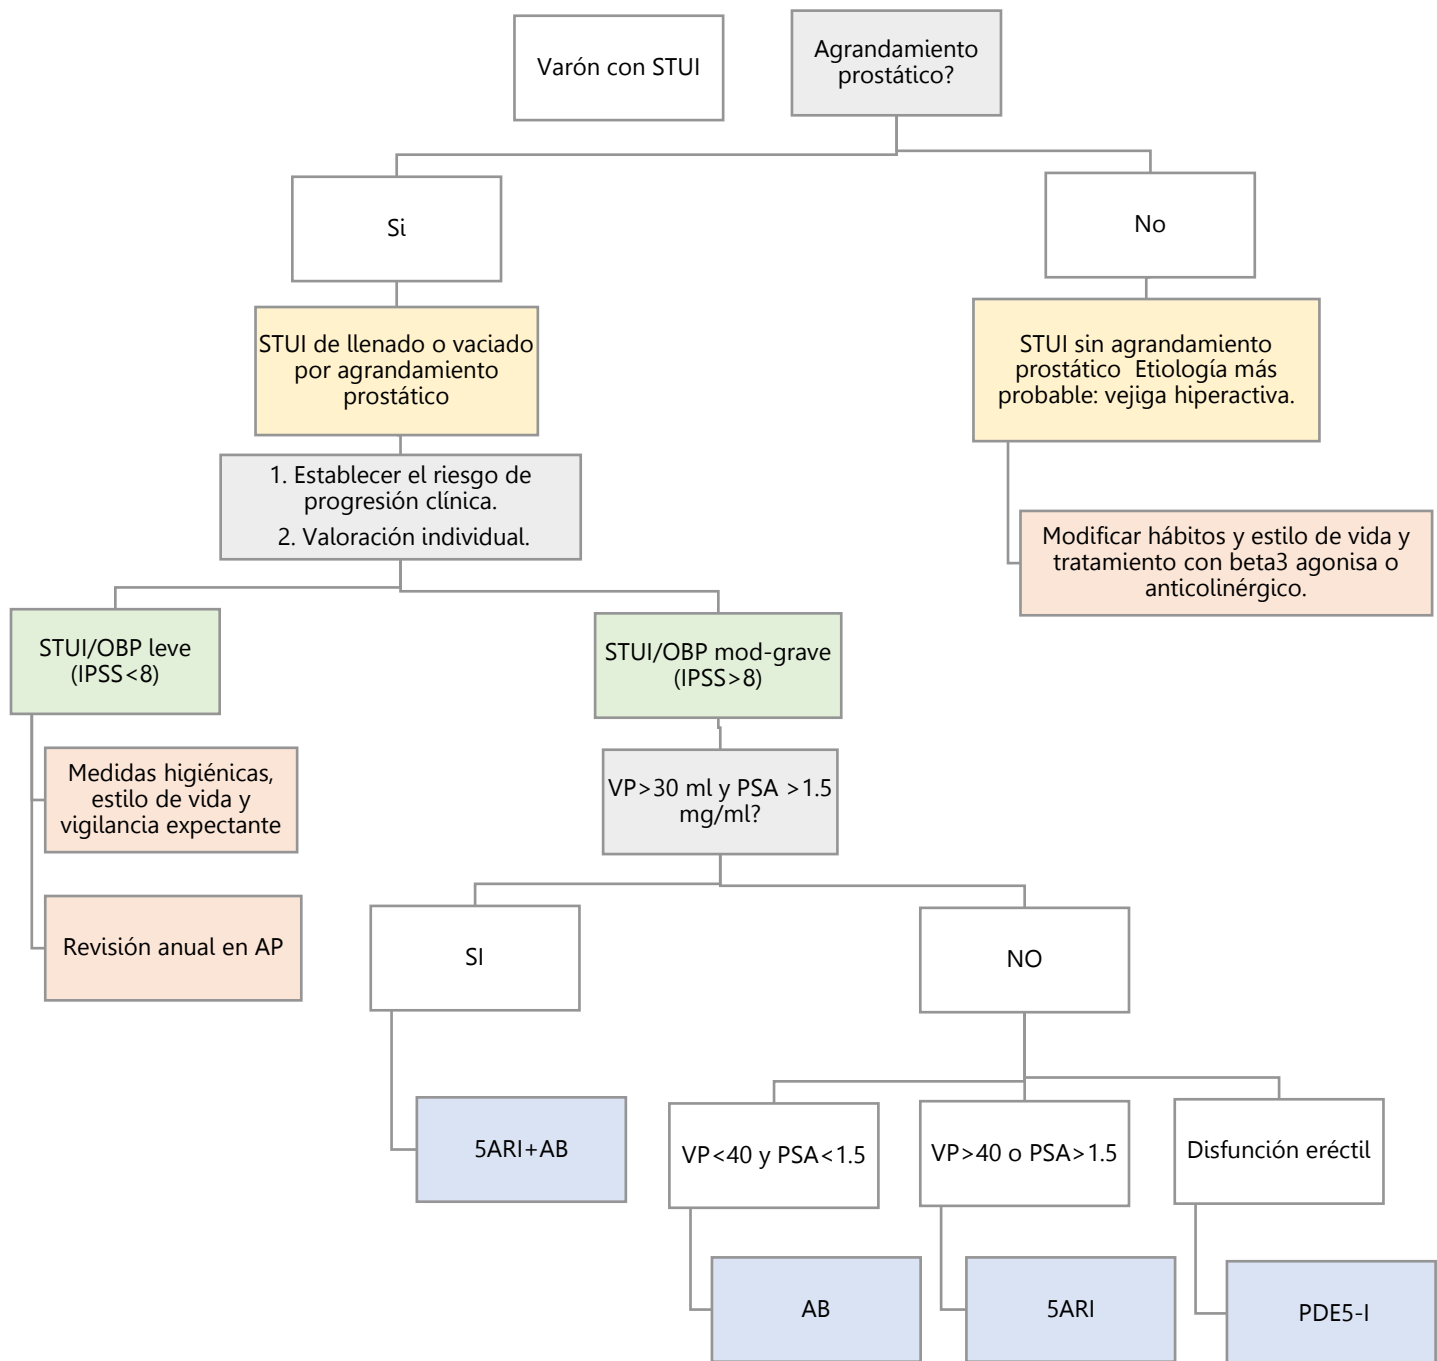 Varón con STUI
Agrandamiento
prostático?
Si
No
STUI de llenado o vaciado
por agrandamiento
prostático
STUI sin agrandamiento
prostático Etiología más
probable: vejiga hiperactiva.
1. Establecer el riesgo de
progresión clínica.
2. Valoración individual.
Modificar hábitos y estilo de vida y
tratamiento con beta3 agonisa o
anticolinérgico.
STUI/OBP leve
(IPSS<8)
STUI/OBP mod-grave
(IPSS>8)
Medidas higiénicas,
estilo de vida y
vigilancia expectante
VP>30 ml y PSA >1.5
mg/ml?
Revisión anual en AP
SI
NO
5ARI+AB
VP<40 y PSA<1.5
VP>40 o PSA>1.5
Disfunción eréctil
AB
5ARI
PDE5-I